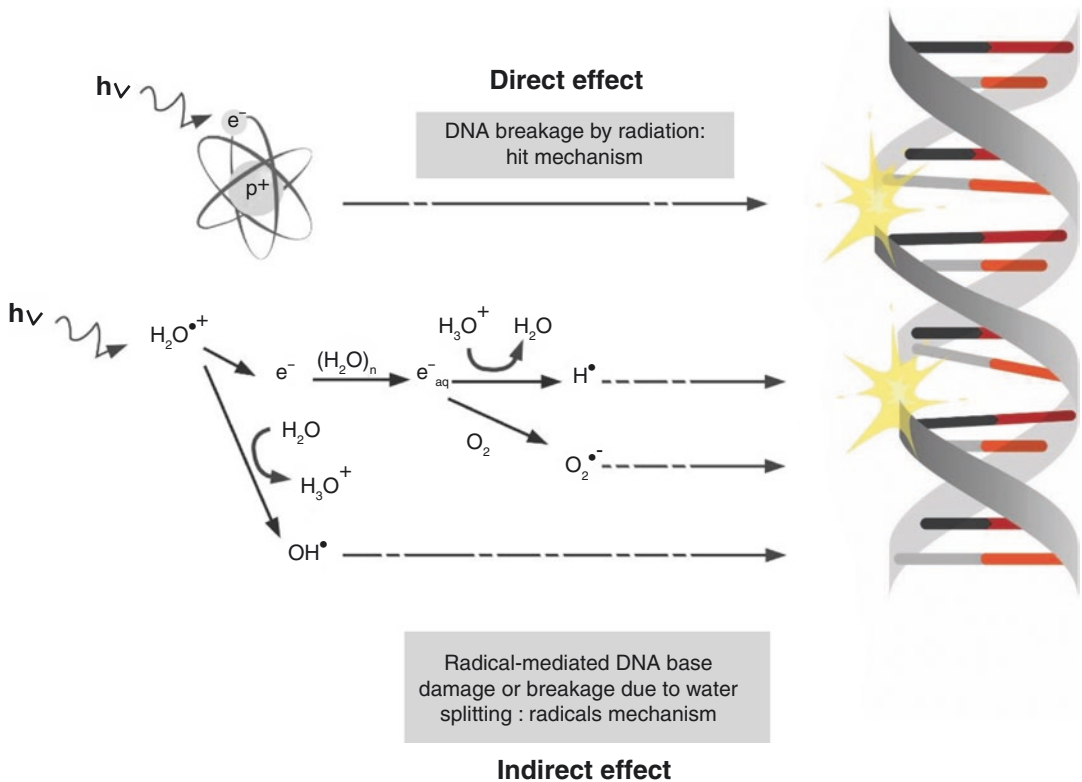 Direct effect
hν
e⁻
DNA breakage by radiation:
hit mechanism
p+
hν
H₂O•⁺
H₃O⁺
H₂O
e⁻
(H₂O)ₙ
e⁻aq
H•
H₂O
O₂
O₂•⁻
H₃O⁺
OH•
Radical-mediated DNA base
damage or breakage due to water
splitting : radicals mechanism
Indirect effect